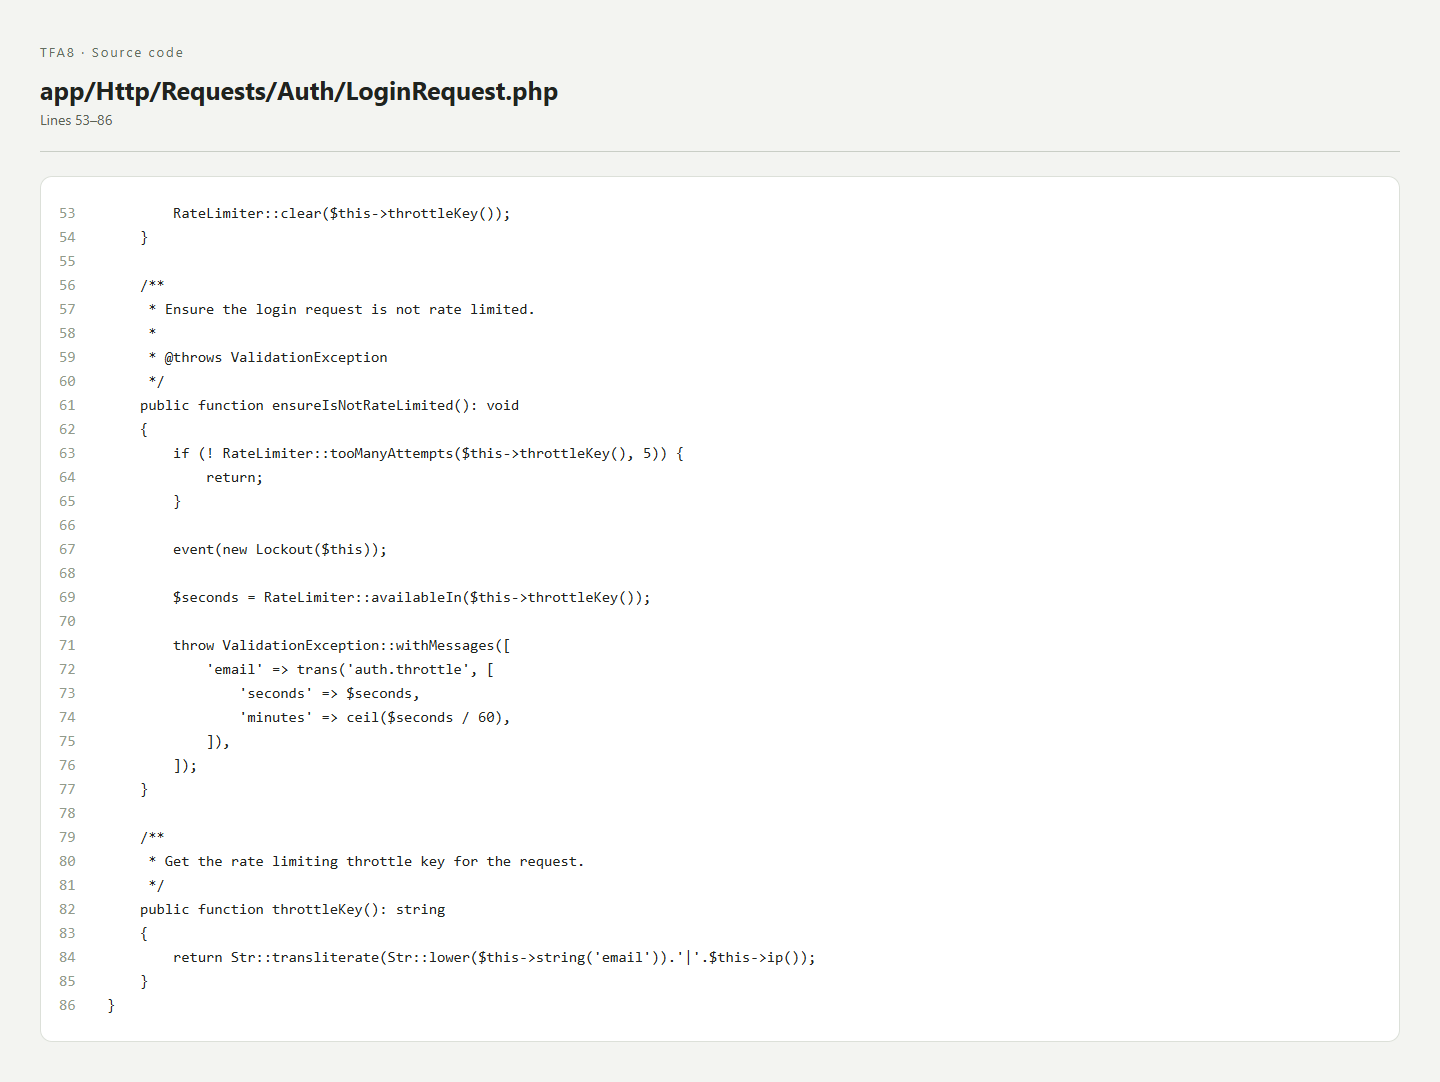 TFA8 · Source code
app/Http/Requests/Auth/LoginRequest.php
Lines 53–86
53            RateLimiter::clear($this->throttleKey());
54        }
55
56        /**
57         * Ensure the login request is not rate limited.
58         *
59         * @throws ValidationException
60         */
61        public function ensureIsNotRateLimited(): void
62        {
63            if (! RateLimiter::tooManyAttempts($this->throttleKey(), 5)) {
64                return;
65            }
66
67            event(new Lockout($this));
68
69            $seconds = RateLimiter::availableIn($this->throttleKey());
70
71            throw ValidationException::withMessages([
72                'email' => trans('auth.throttle', [
73                    'seconds' => $seconds,
74                    'minutes' => ceil($seconds / 60),
75                ]),
76            ]);
77        }
78
79        /**
80         * Get the rate limiting throttle key for the request.
81         */
82        public function throttleKey(): string
83        {
84            return Str::transliterate(Str::lower($this->string('email')).'|'.$this->ip());
85        }
86    }